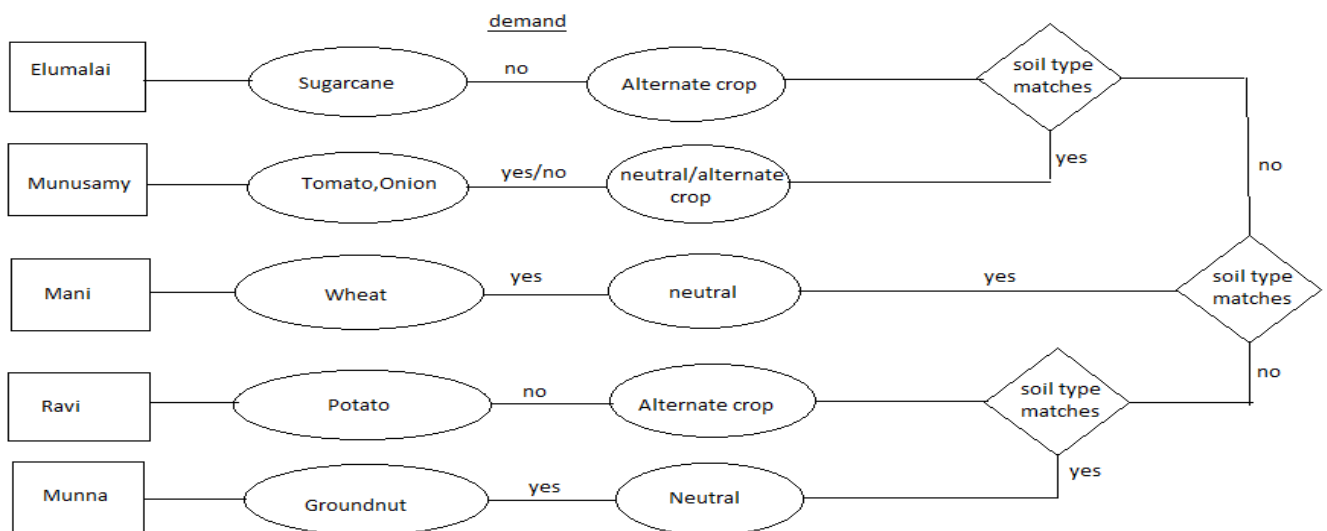 demand
Elumalai
Sugarcane
no
Alternate crop
soil type
matches
yes
no
Munusamy
Tomato,Onion
yes/no
neutral/alternate
crop
Mani
Wheat
yes
neutral
yes
soil type
matches
no
Ravi
Potato
no
Alternate crop
soil type
matches
yes
Munna
Groundnut
yes
Neutral